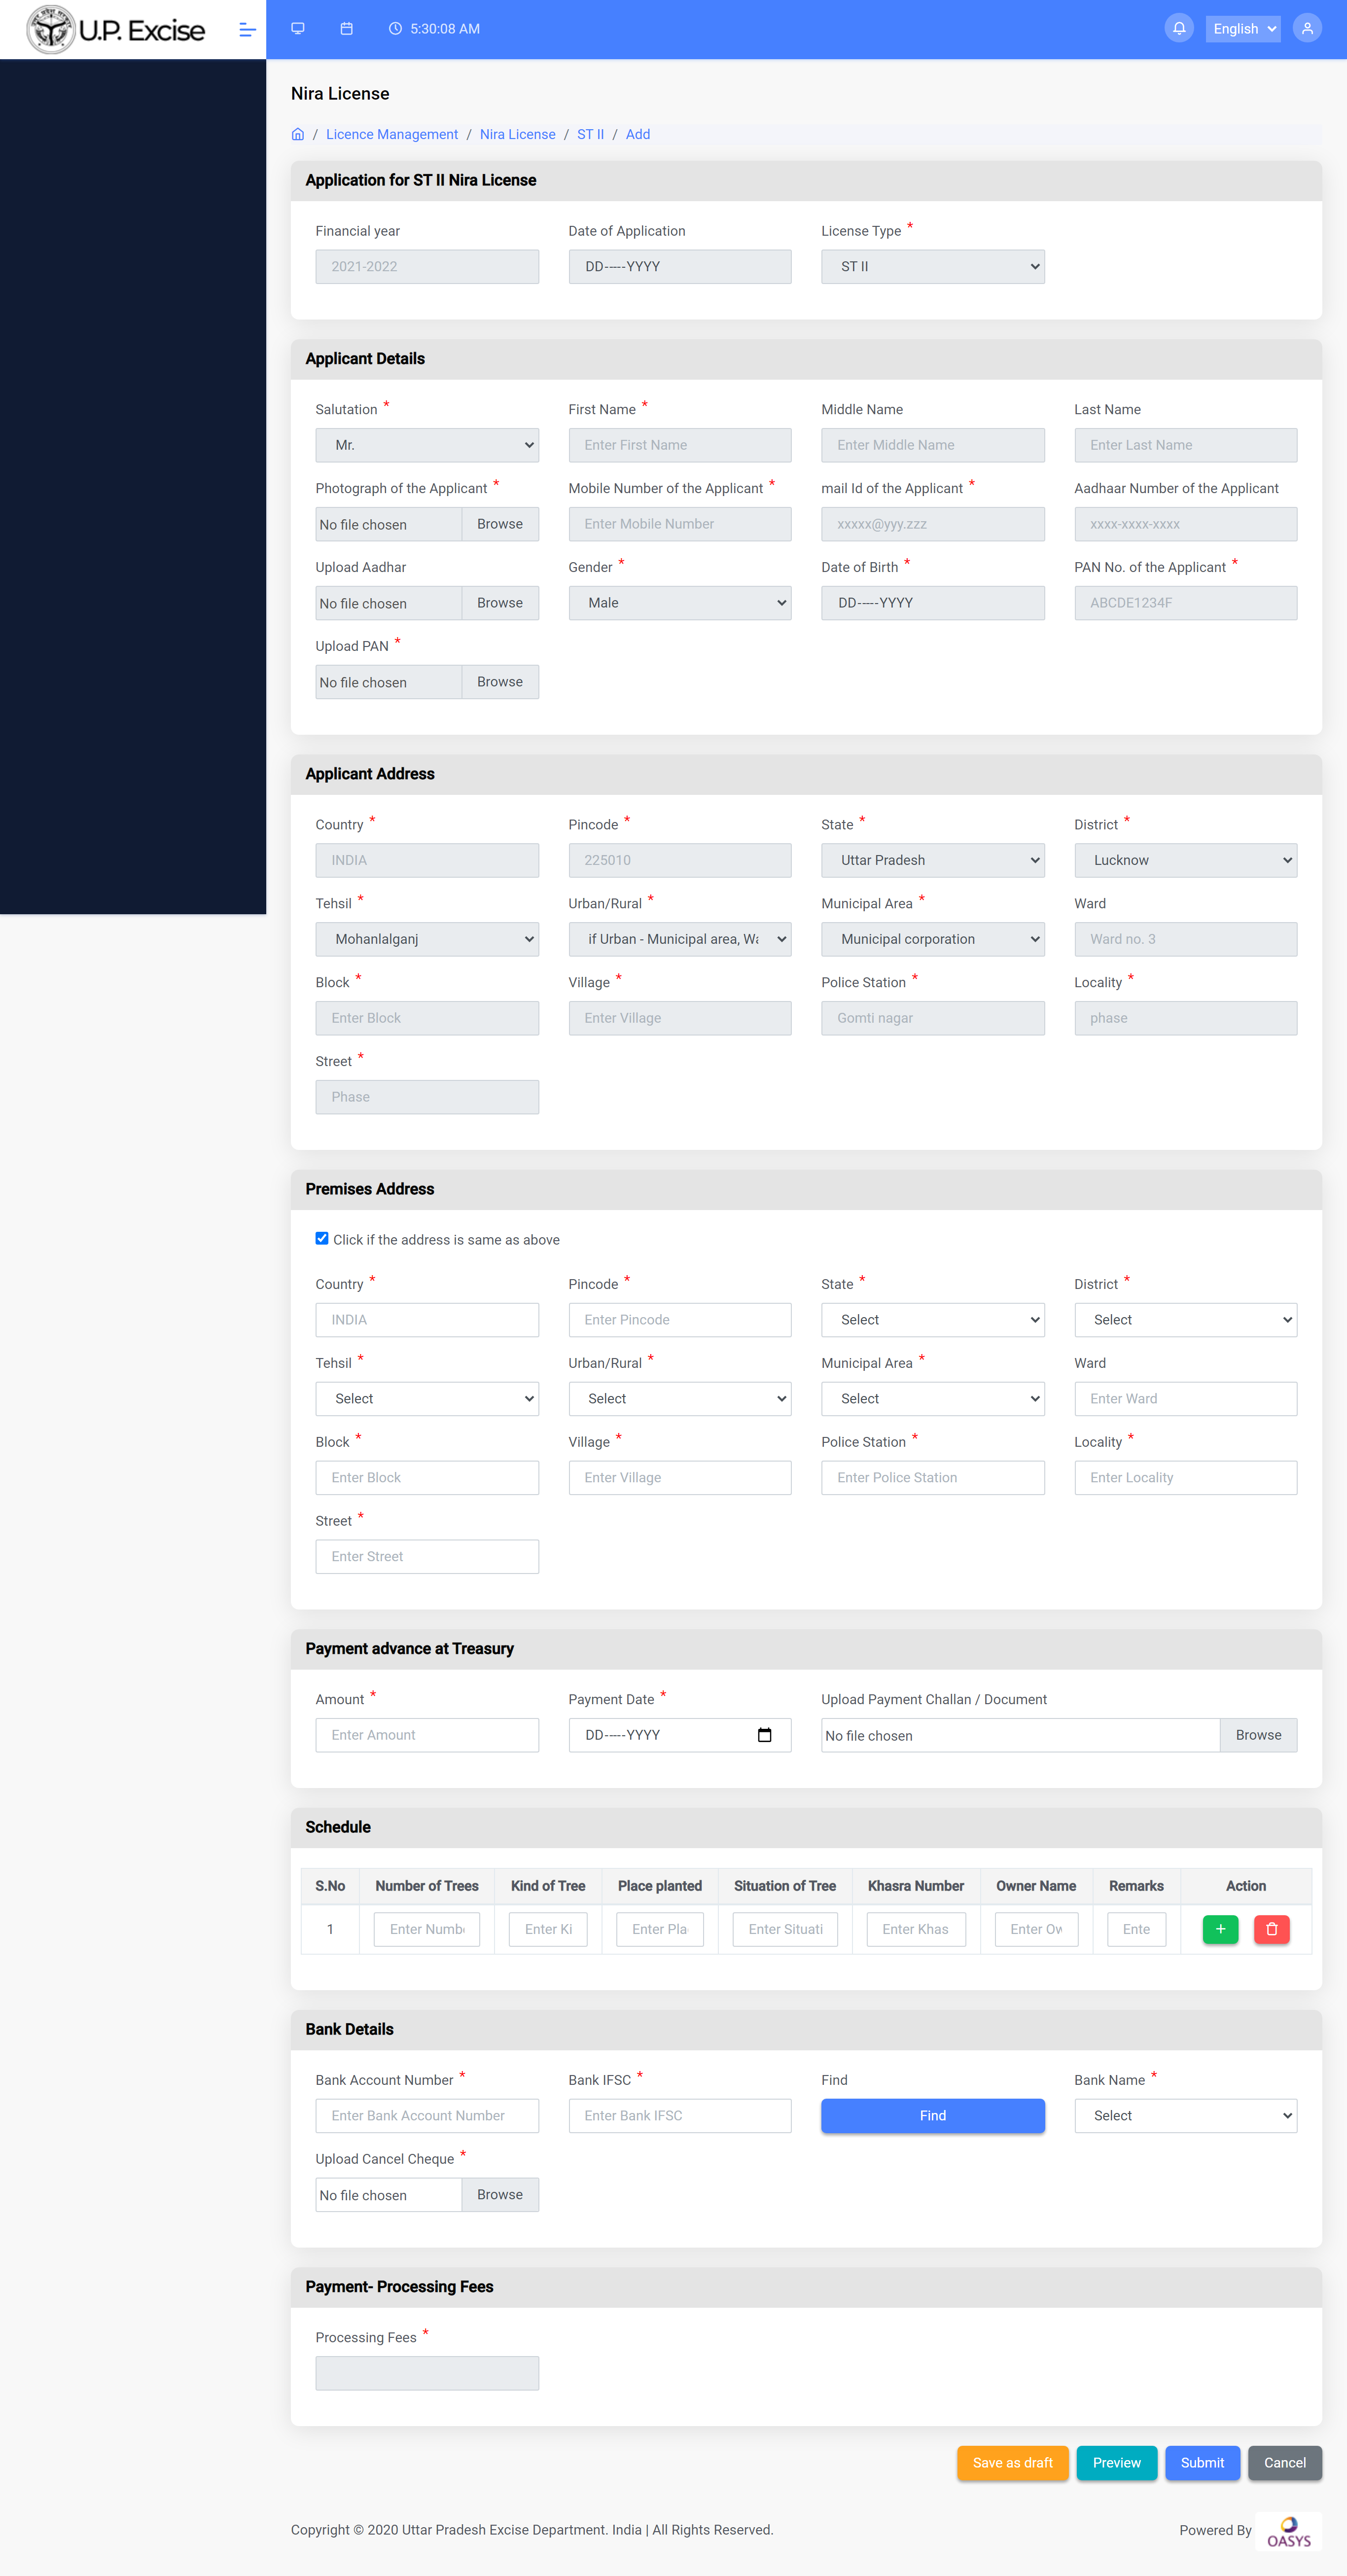 U.P. Excise
5:30:08 AM
English
Nira License
/ Licence Management / Nira License / ST II / Add
Application for ST II Nira License
Financial year Date of Application License Type *
2021-2022 DD-----YYYY ST II
Applicant Details
Salutation * First Name * Middle Name Last Name
Mr. Enter First Name Enter Middle Name Enter Last Name
Photograph of the Applicant * Mobile Number of the Applicant * mail Id of the Applicant * Aadhaar Number of the Applicant
No file chosen Browse Enter Mobile Number xxxxx@yyy.zzz xxxx-xxxx-xxxx
Upload Aadhar Gender * Date of Birth * PAN No. of the Applicant *
No file chosen Browse Male DD-----YYYY ABCDE1234F
Upload PAN *
No file chosen Browse
Applicant Address
Country * Pincode * State * District *
INDIA 225010 Uttar Pradesh Lucknow
Tehsil * Urban/Rural * Municipal Area * Ward
Mohanlalganj if Urban - Municipal area, Wa Municipal corporation Ward no. 3
Block * Village * Police Station * Locality *
Enter Block Enter Village Gomti nagar phase
Street *
Phase
Premises Address
Click if the address is same as above
Country * Pincode * State * District *
INDIA Enter Pincode Select Select
Tehsil * Urban/Rural * Municipal Area * Ward
Select Select Select Enter Ward
Block * Village * Police Station * Locality *
Enter Block Enter Village Enter Police Station Enter Locality
Street *
Enter Street
Payment advance at Treasury
Amount * Payment Date * Upload Payment Challan / Document
Enter Amount DD-----YYYY No file chosen Browse
Schedule
S.No Number of Trees Kind of Tree Place planted Situation of Tree Khasra Number Owner Name Remarks Action
1 Enter Numb Enter Ki Enter Pla Enter Situati Enter Khas Enter Ow Ente +
Bank Details
Bank Account Number * Bank IFSC * Find Bank Name *
Enter Bank Account Number Enter Bank IFSC Find Select
Upload Cancel Cheque *
No file chosen Browse
Payment- Processing Fees
Processing Fees *
Save as draft Preview Submit Cancel
Copyright © 2020 Uttar Pradesh Excise Department. India | All Rights Reserved. Powered By OASYS